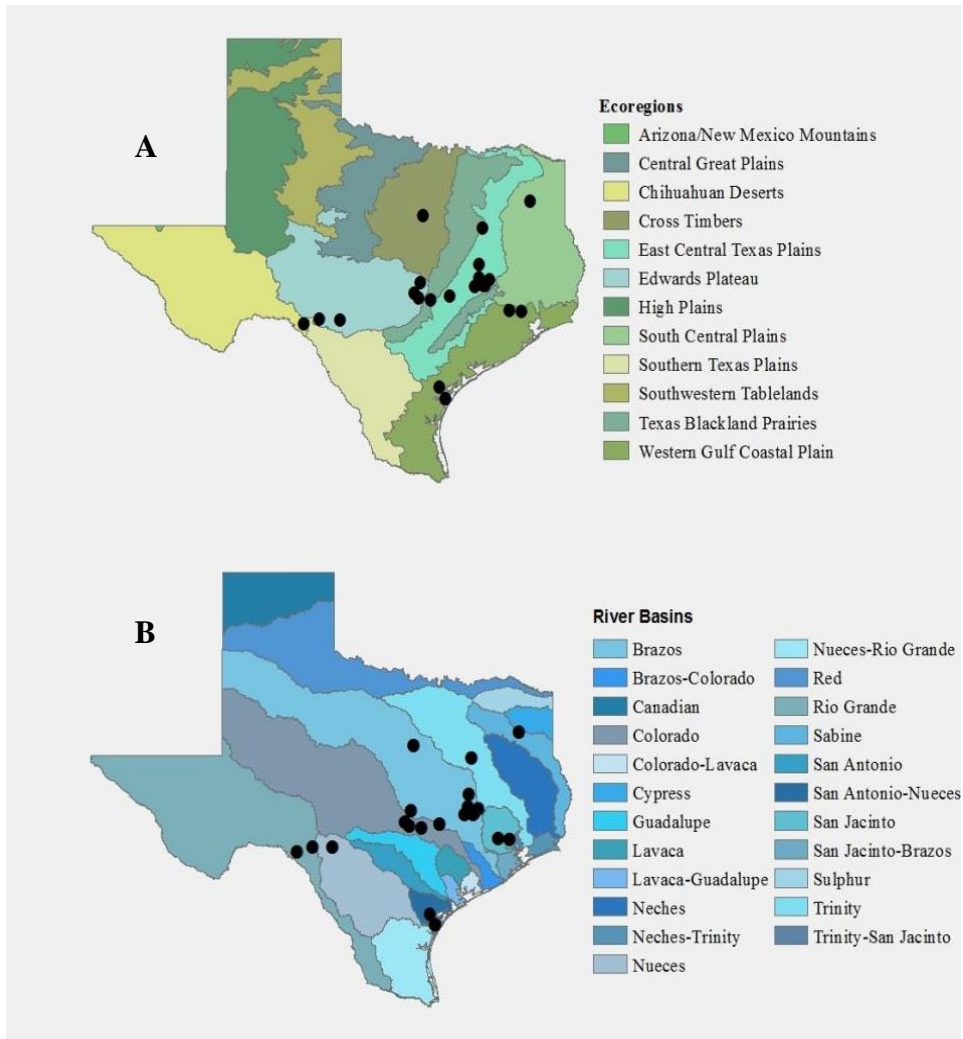 A
Ecoregions
Arizona/New Mexico Mountains
Central Great Plains
Chihuahuan Deserts
Cross Timbers
East Central Texas Plains
Edwards Plateau
High Plains
South Central Plains
Southern Texas Plains
Southwestern Tablelands
Texas Blackland Prairies
Western Gulf Coastal Plain
B
River Basins
Brazos
Brazos-Colorado
Canadian
Colorado
Colorado-Lavaca
Cypress
Guadalupe
Lavaca
Lavaca-Guadalupe
Neches
Neches-Trinity
Nueces
Nueces-Rio Grande
Red
Rio Grande
Sabine
San Antonio
San Antonio-Nueces
San Jacinto
San Jacinto-Brazos
Sulphur
Trinity
Trinity-San Jacinto